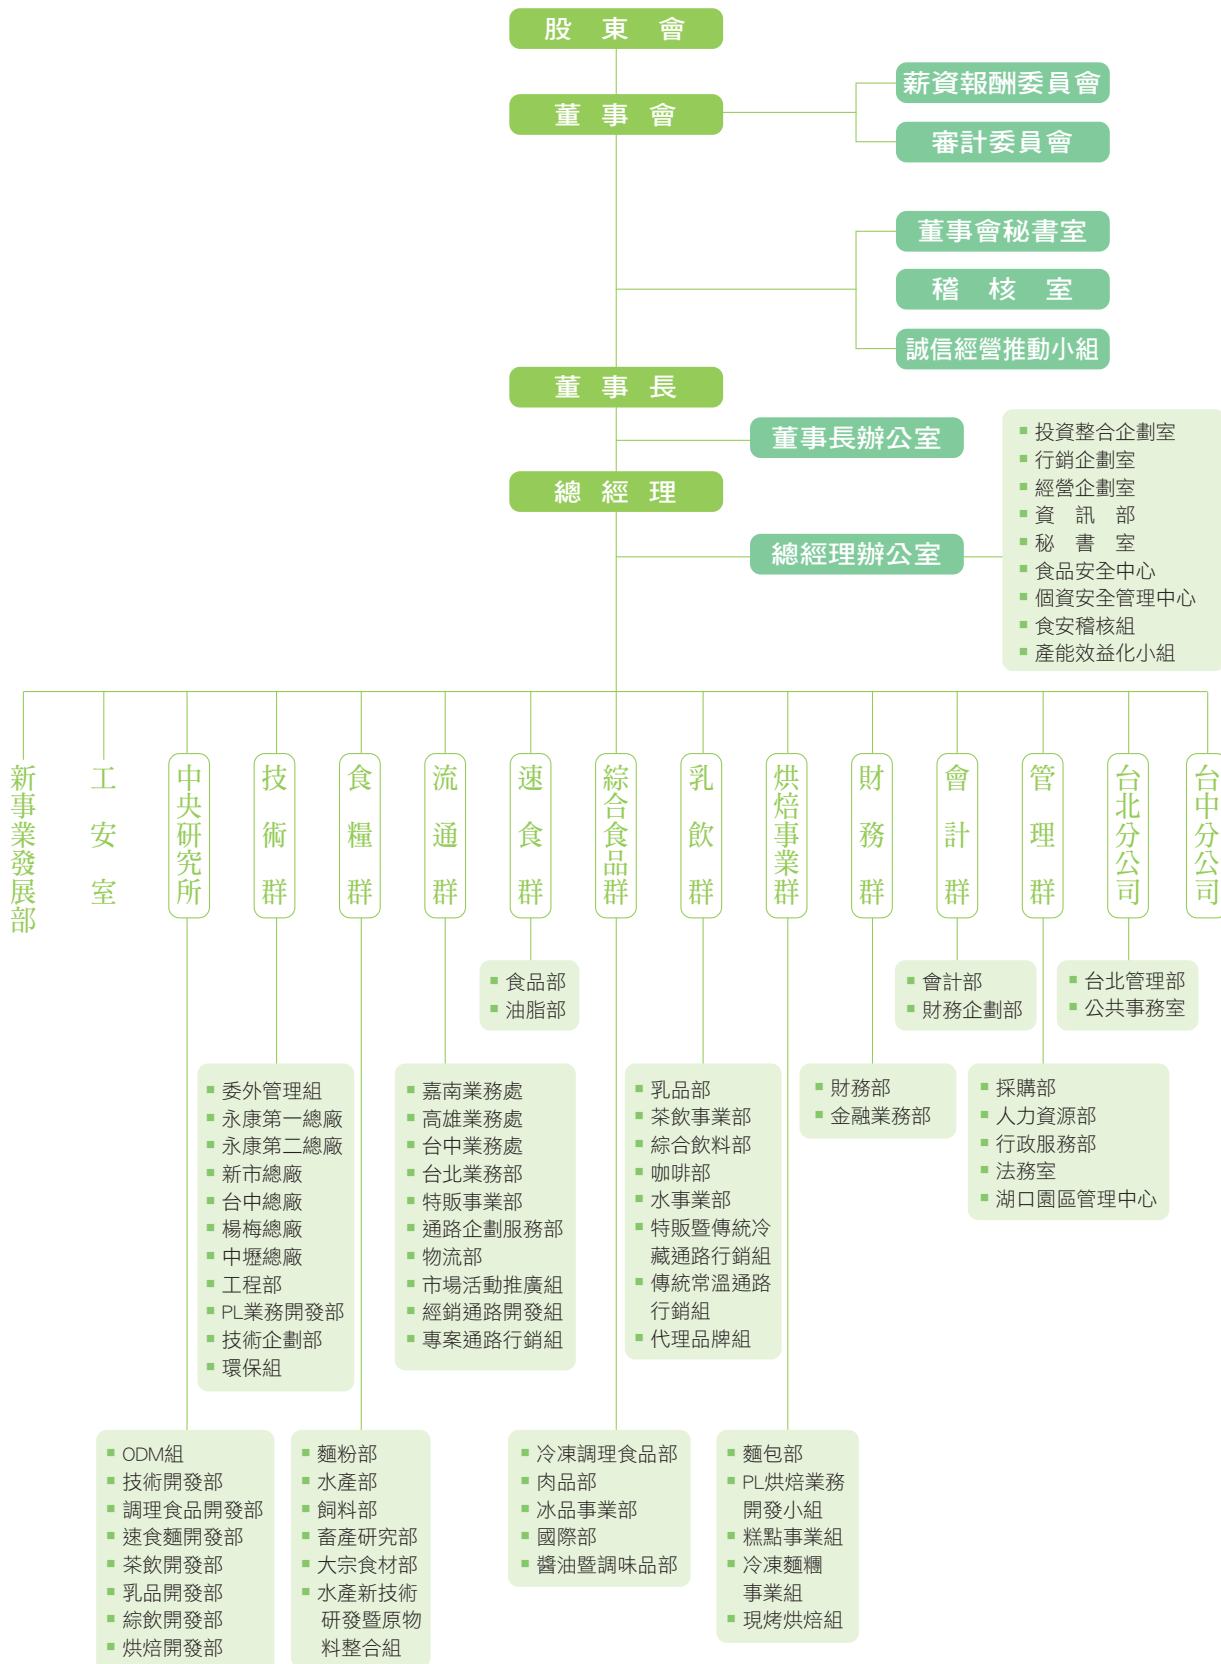 股東會
董事會
薪資報酬委員會
審計委員會
董事會秘書室
稽核室
誠信經營推動小組
董事長
董事長辦公室
總經理
總經理辦公室
投資整合企劃室
行銷企劃室
經營企劃室
資訊部
秘書室
食品安全中心
個資安全管理中心
食安稽核組
產能效益化小組
新事業發展部
工安室
中央研究所
技術群
食糧群
流通群
速食群
綜合食品群
乳飲群
烘焙事業群
財務群
會計群
管理群
台北分公司
台中分公司
食品部
油脂部
會計部
財務企劃部
台北管理部
公共事務室
委外管理組
永康第一總廠
永康第二總廠
新市總廠
台中總廠
楊梅總廠
中壢總廠
工程部
PL業務開發部
技術企劃部
環保組
嘉南業務處
高雄業務處
台中業務處
台北業務部
特販事業部
通路企劃服務部
物流部
市場活動推廣組
經銷通路開發組
專案通路行銷組
乳品部
茶飲事業部
綜合飲料部
咖啡部
水事業部
特販暨傳統冷
藏通路行銷組
傳統常溫通路
行銷組
代理品牌組
財務部
金融業務部
採購部
人力資源部
行政服務部
法務室
湖口園區管理中心
ODM組
技術開發部
調理食品開發部
速食麵開發部
茶飲開發部
乳品開發部
綜飲開發部
烘焙開發部
麵粉部
水產部
飼料部
畜產研究部
大宗食材部
水產新技術
研發暨原物
料整合組
冷凍調理食品部
肉品部
冰品事業部
國際部
醬油暨調味品部
麵包部
PL烘焙業務
開發小組
糕點事業組
冷凍麵糰
事業組
現烤烘焙組